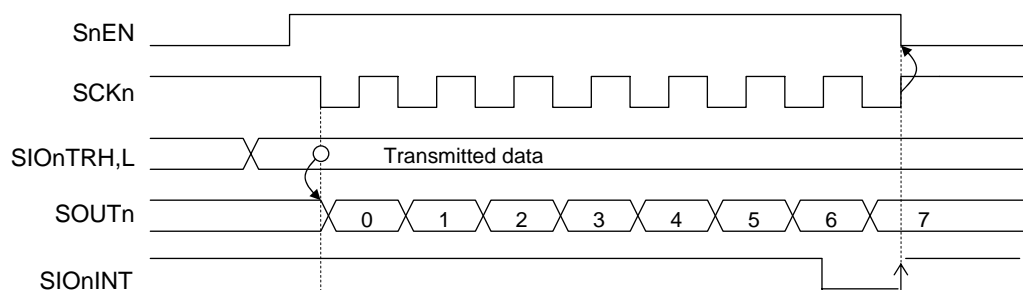 SnEN
SCKn
SIOnTRH,L
Transmitted data
SOUTn
0 1 2 3 4 5 6 7
SIOnINT